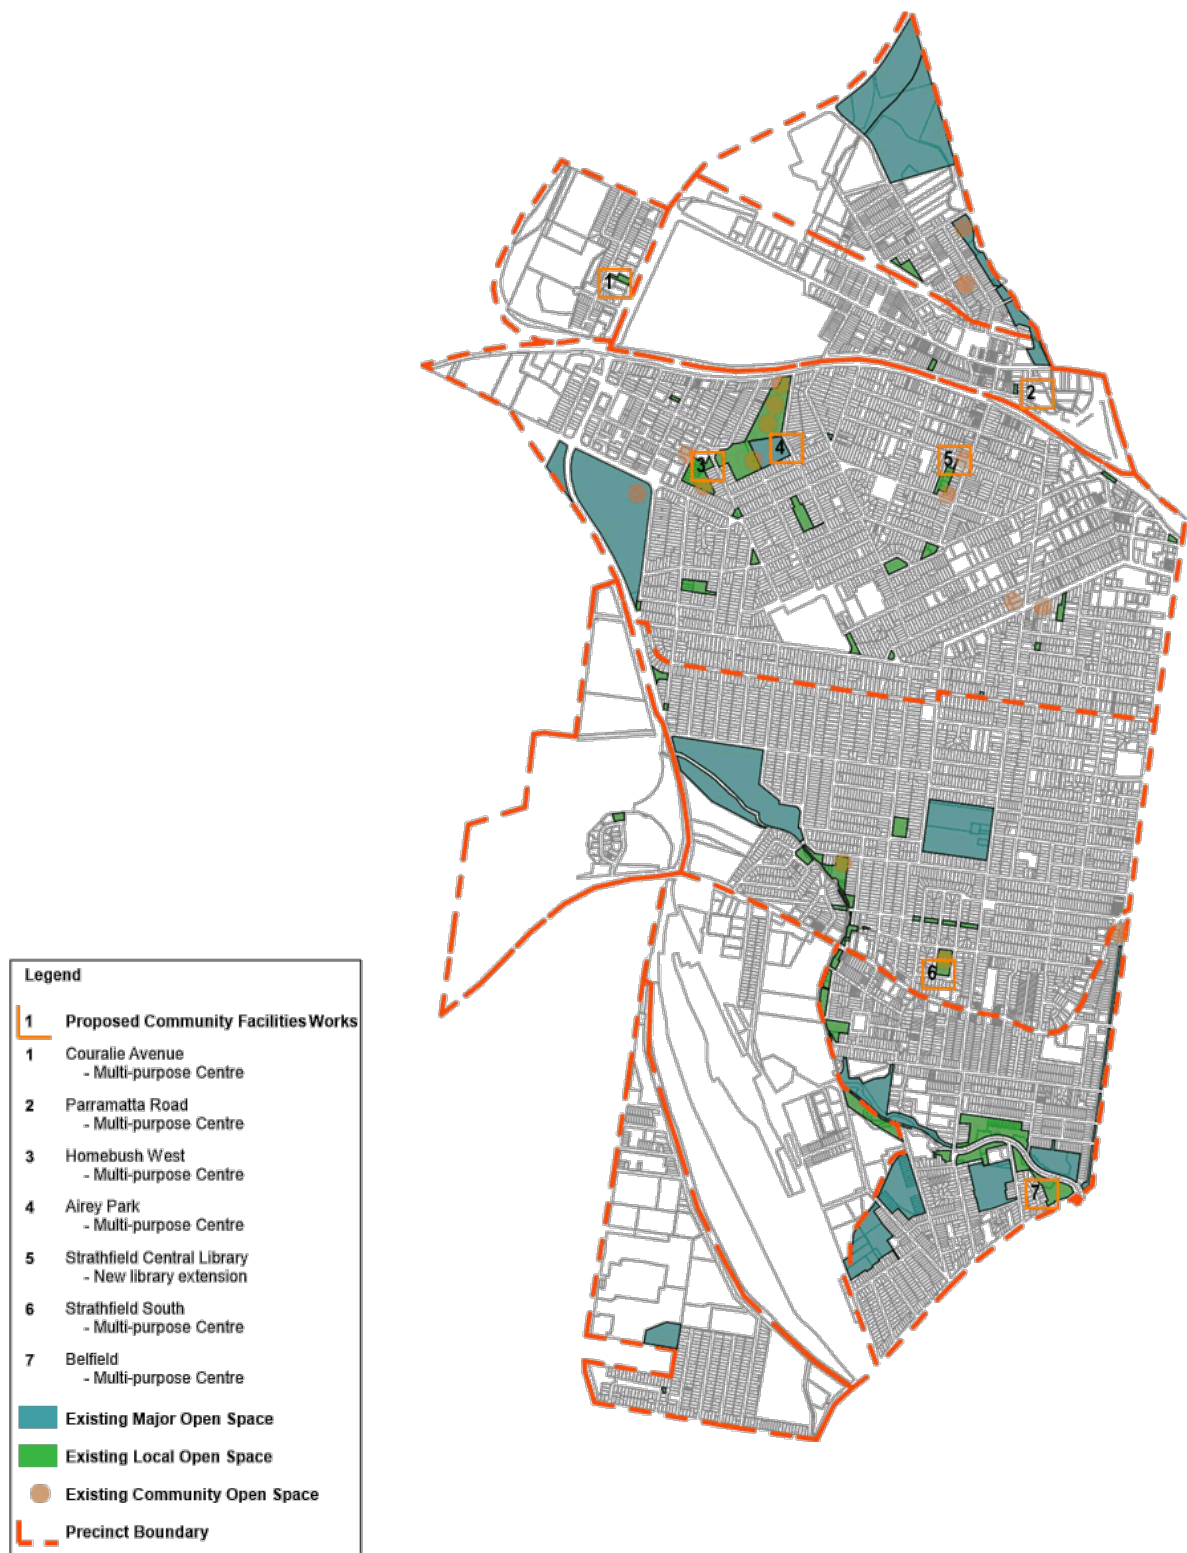 1
2
3
4
5
6
7
Legend
1 Proposed Community Facilities Works
1 Couralie Avenue
- Multi-purpose Centre
2 Parramatta Road
- Multi-purpose Centre
3 Homebush West
- Multi-purpose Centre
4 Airey Park
- Multi-purpose Centre
5 Strathfield Central Library
- New library extension
6 Strathfield South
- Multi-purpose Centre
7 Belfield
- Multi-purpose Centre
Existing Major Open Space
Existing Local Open Space
Existing Community Open Space
Precinct Boundary